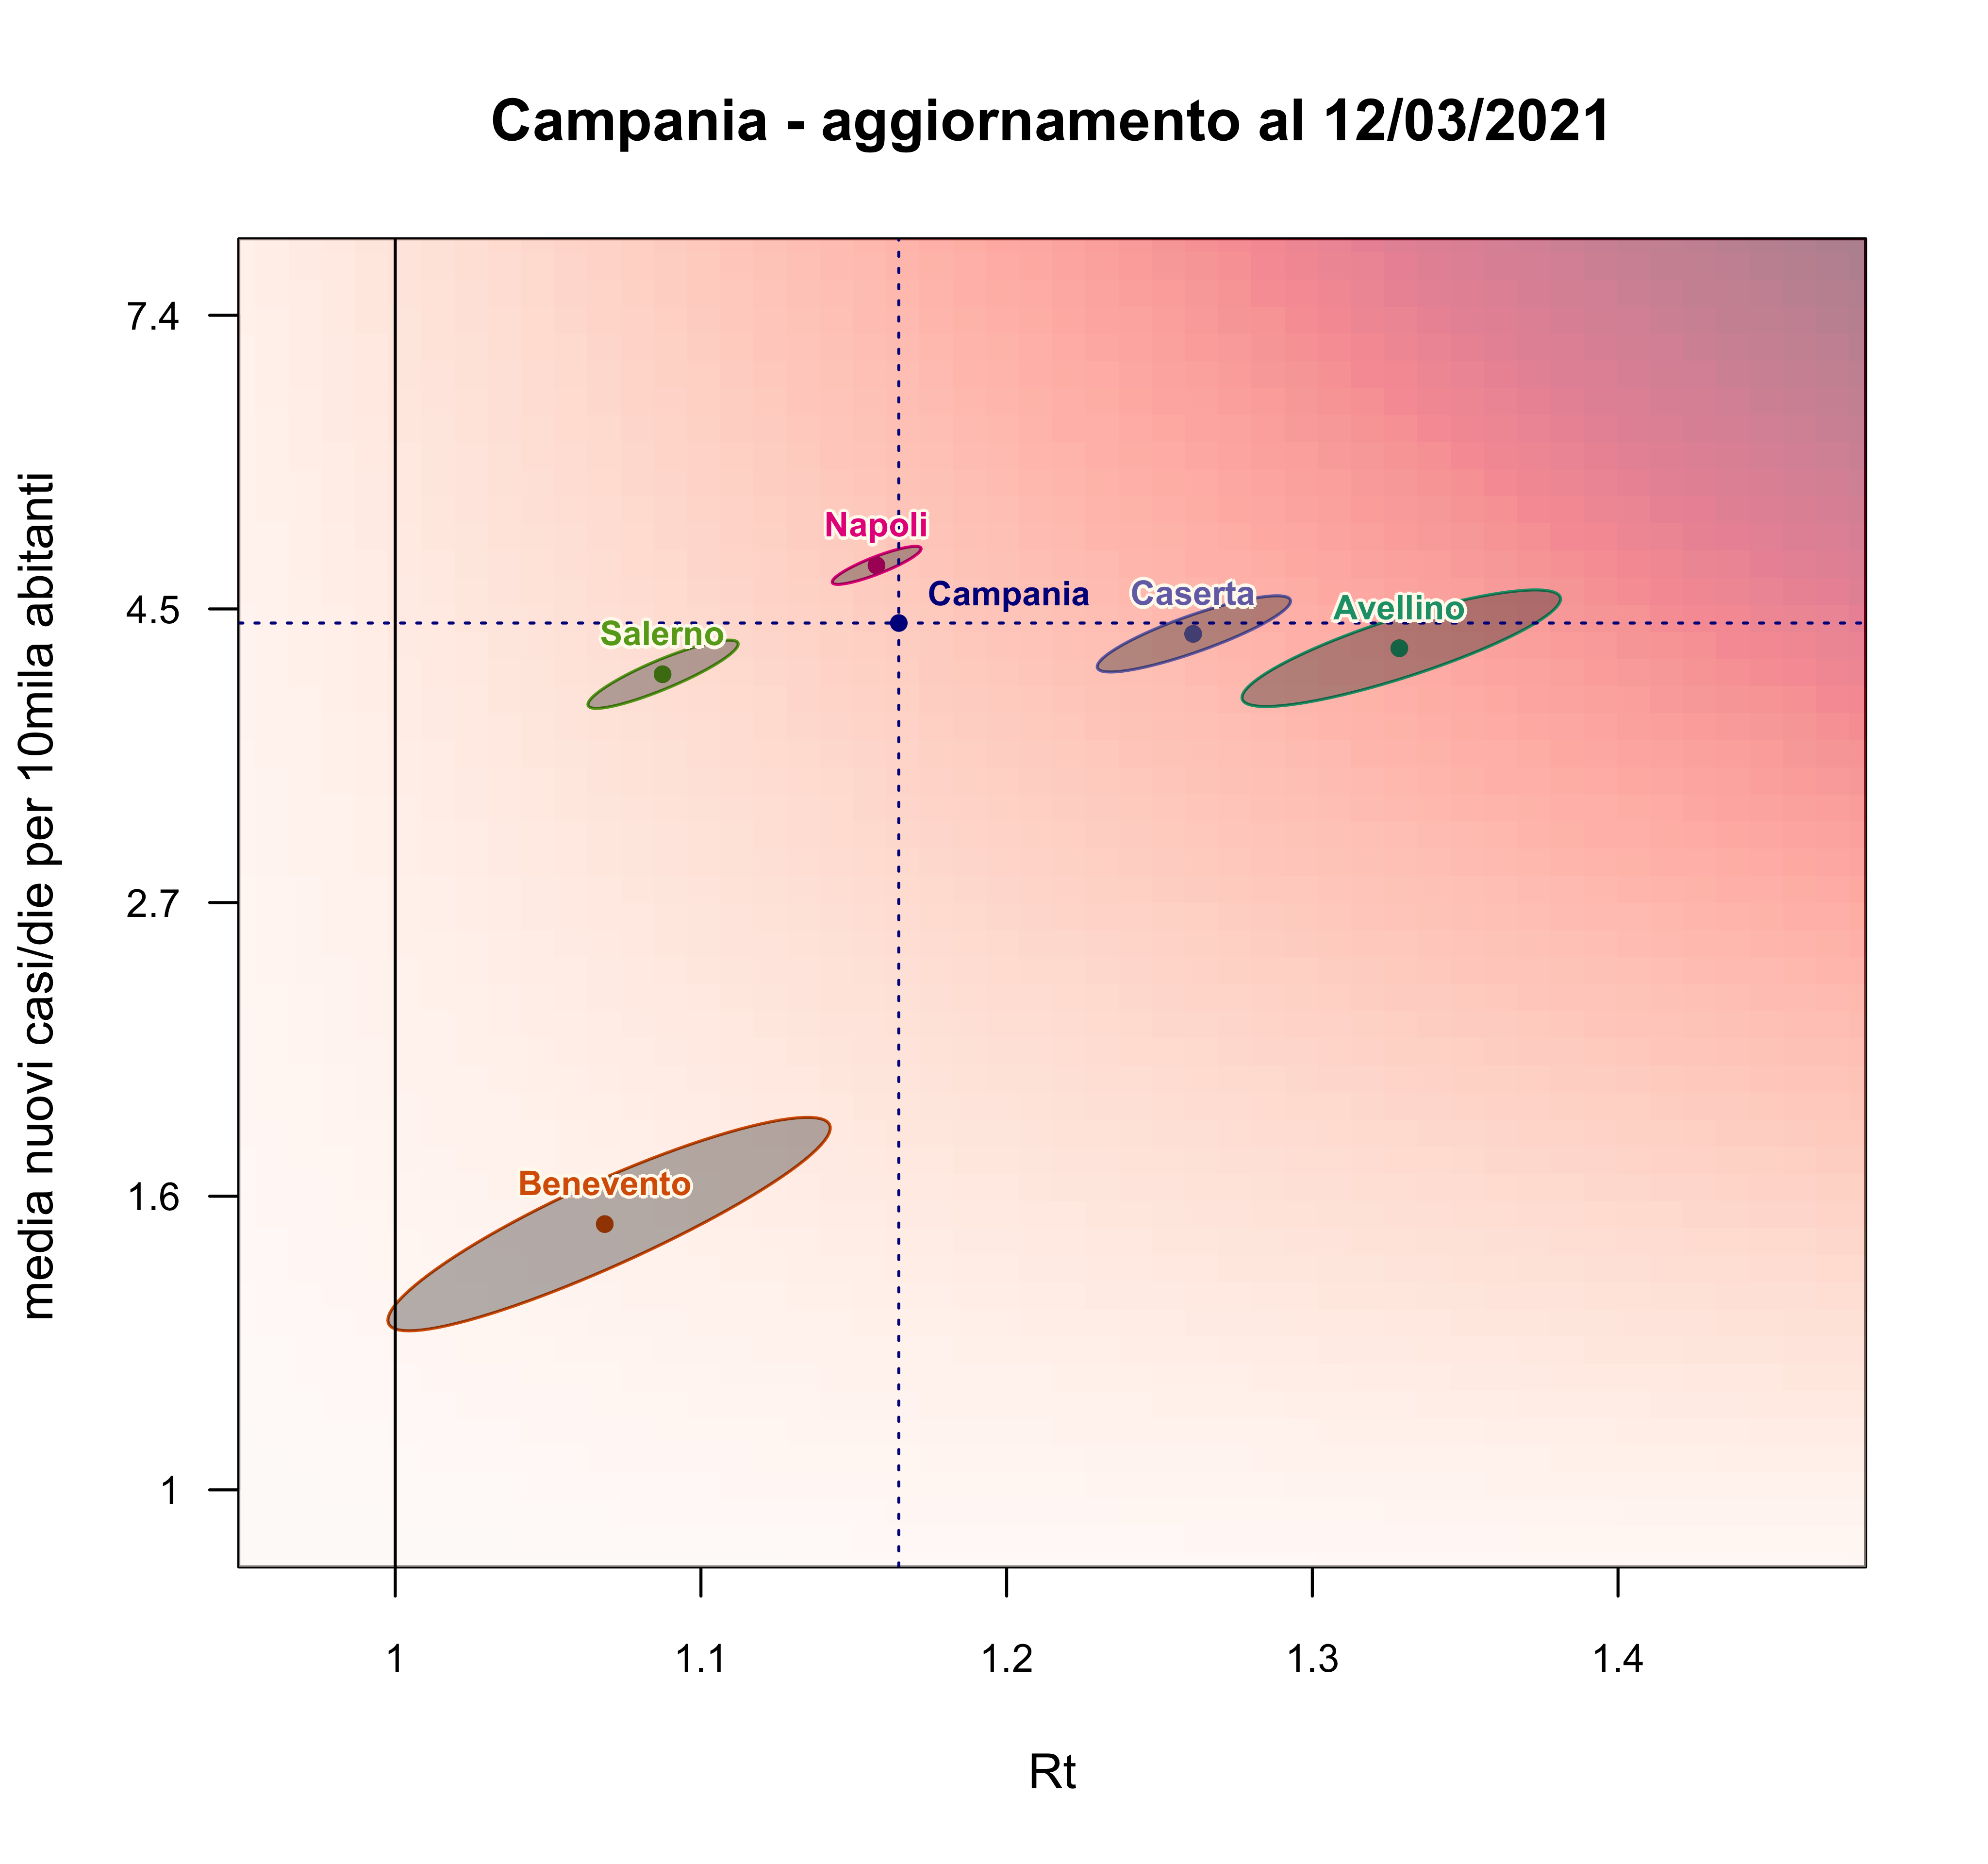 Campania - aggiornamento al 12/03/2021
media nuovi casi/die per 10mila abitanti
7.4
4.5
2.7
1.6
1
Napoli
Campania
Caserta
Avellino
Salerno
Benevento
1
1.1
1.2
1.3
1.4
Rt